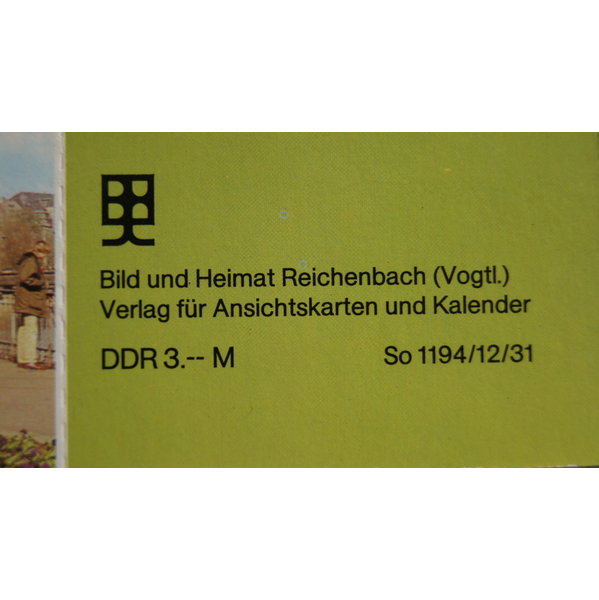 Bild und Heimat Reichenbach (Vogtl.)
Verlag für Ansichtskarten und Kalender
DDR 3.-- M
So 1194/12/31